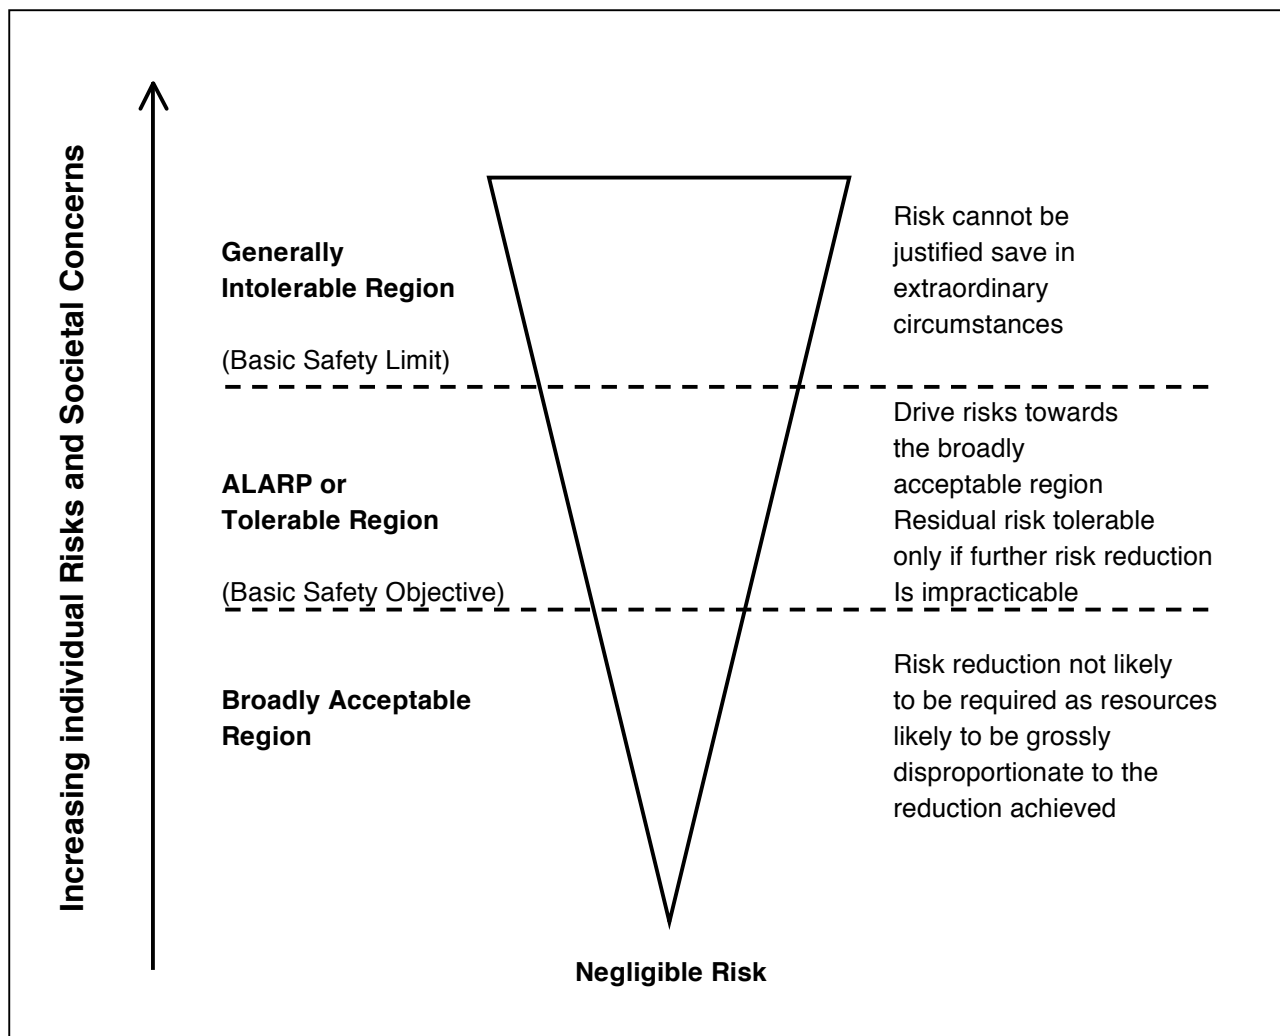 Increasing individual Risks and Societal Concerns
Generally
Intolerable Region
(Basic Safety Limit)
Risk cannot be
justified save in
extraordinary
circumstances
ALARP or
Tolerable Region
(Basic Safety Objective)
Drive risks towards
the broadly
acceptable region
Residual risk tolerable
only if further risk reduction
Is impracticable
Broadly Acceptable
Region
Risk reduction not likely
to be required as resources
likely to be grossly
disproportionate to the
reduction achieved
Negligible Risk